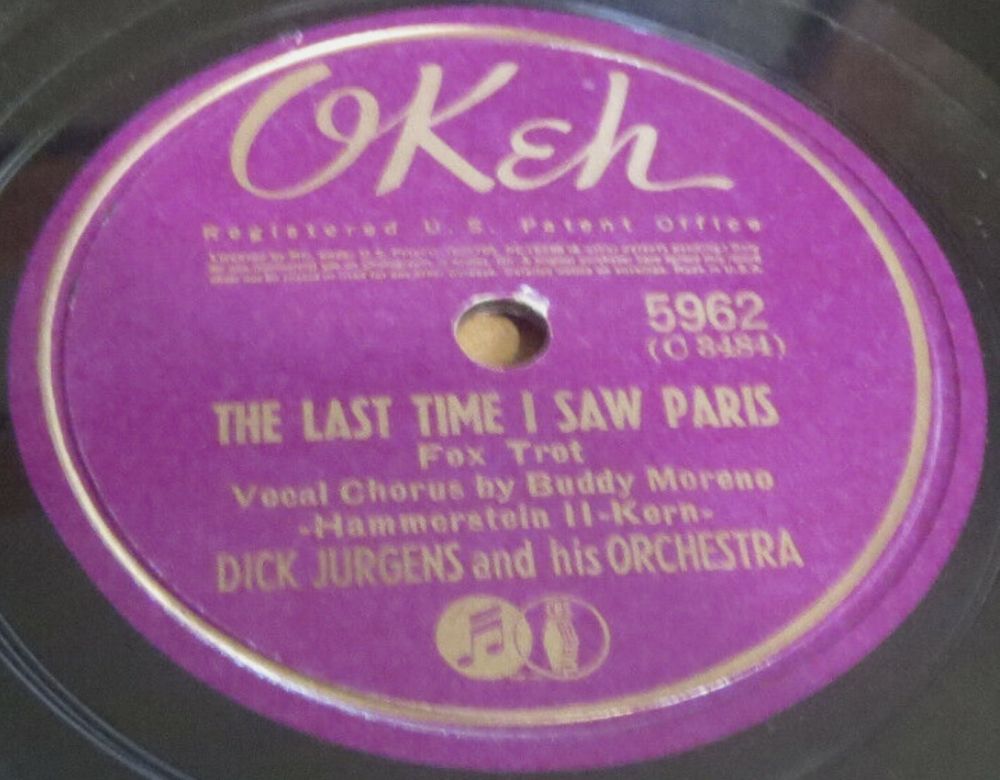 OKeh
Registered U. S. Patent Office
5962
(C 3484)
THE LAST TIME I SAW PARIS
Fox Trot
Vocal Chorus by Buddy Moreno
-Hammerstein II-Kern-
DICK JURGENS and his ORCHESTRA